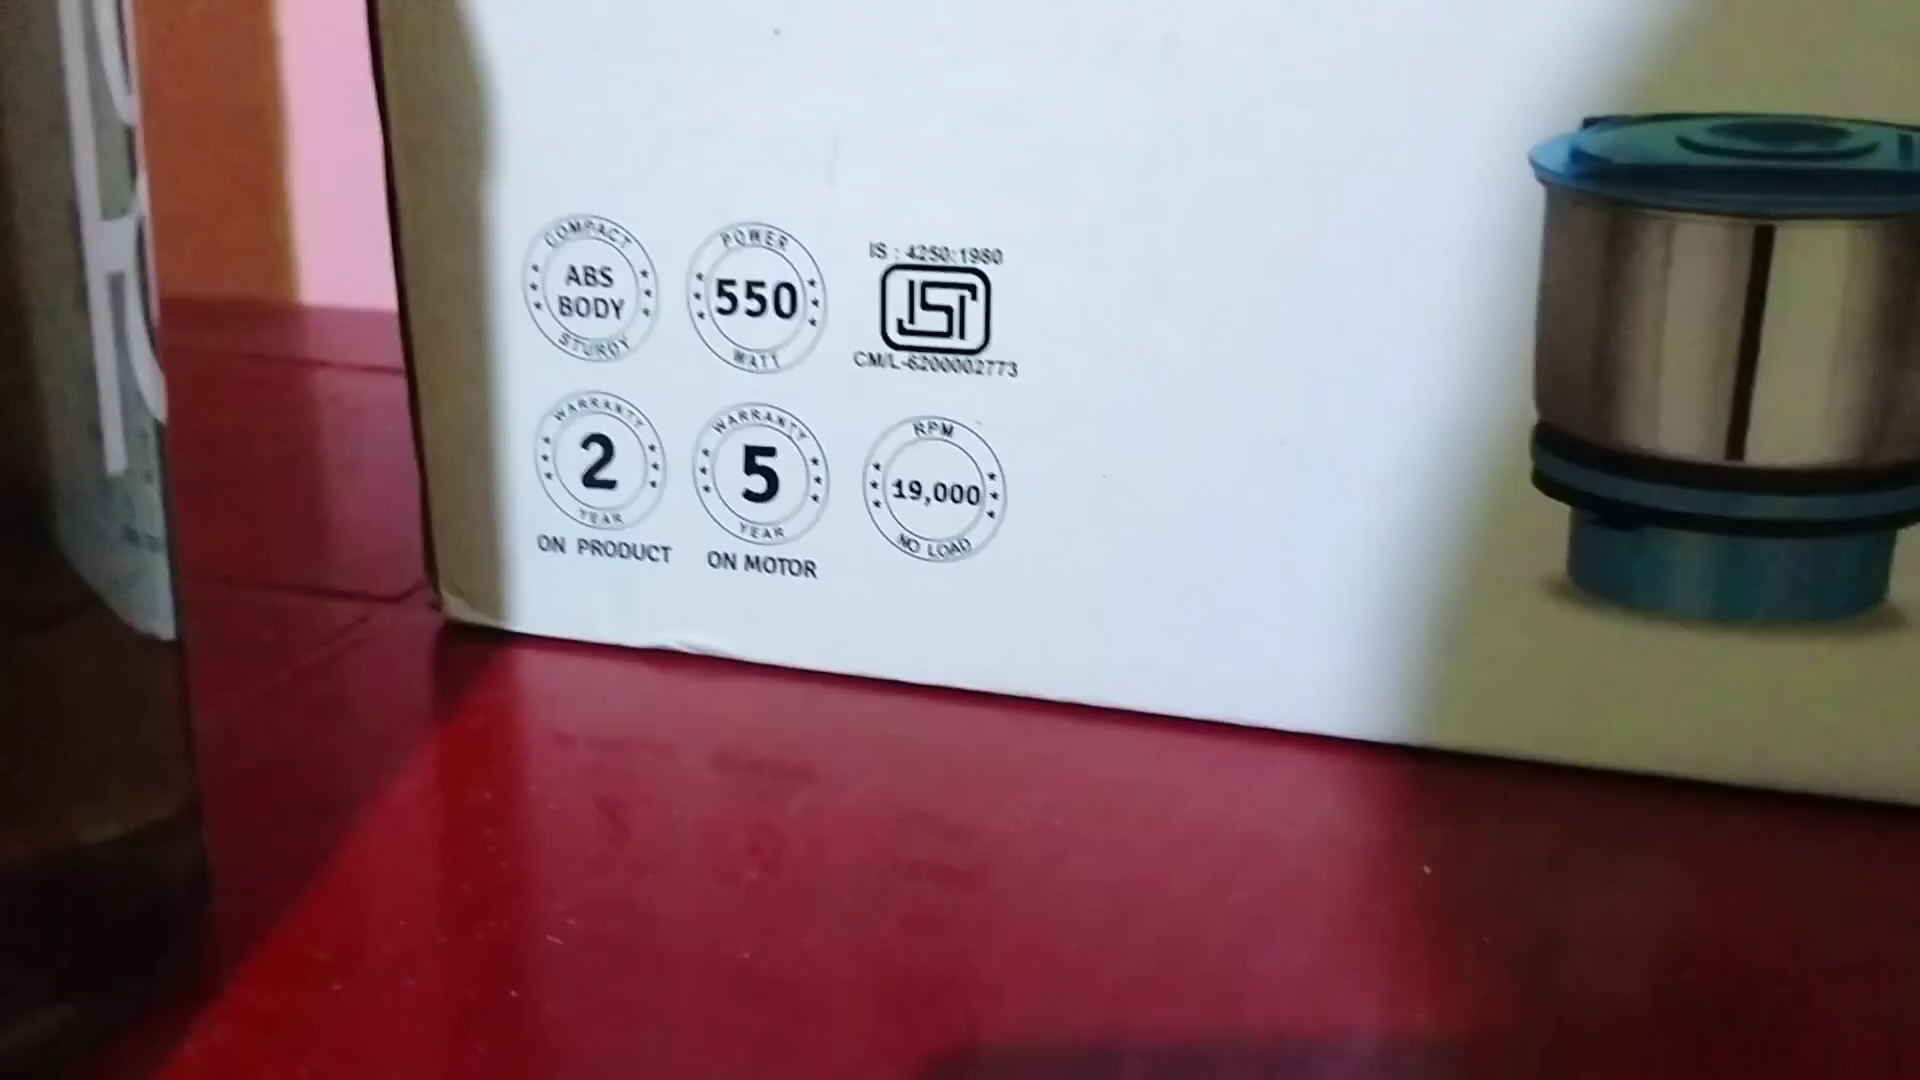 COMPACT
ABS
BODY
STURDY
POWER
550
WATT
IS : 4250:1980
ISI
CM/L-6200002773
WARRANTY
2
YEAR
ON PRODUCT
WARRANTY
5
YEAR
ON MOTOR
RPM
19,000
NO LOAD